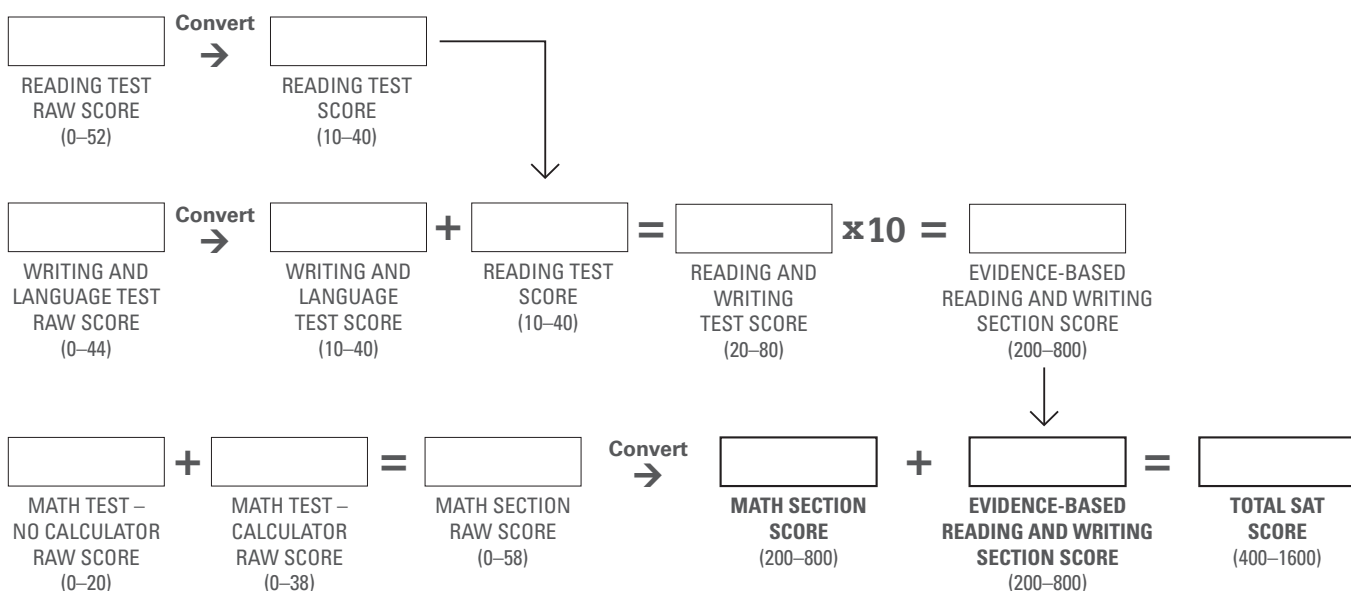 Convert
→
READING TEST
RAW SCORE
(0–52)
READING TEST
SCORE
(10–40)
Convert
→
+
=
x10 =
WRITING AND
LANGUAGE TEST
RAW SCORE
(0–44)
WRITING AND
LANGUAGE
TEST SCORE
(10–40)
READING TEST
SCORE
(10–40)
READING AND
WRITING
TEST SCORE
(20–80)
EVIDENCE-BASED
READING AND WRITING
SECTION SCORE
(200–800)
+
=
Convert
→
+
=
MATH TEST –
NO CALCULATOR
RAW SCORE
(0–20)
MATH TEST –
CALCULATOR
RAW SCORE
(0–38)
MATH SECTION
RAW SCORE
(0–58)
MATH SECTION
SCORE
(200–800)
EVIDENCE-BASED
READING AND WRITING
SECTION SCORE
(200–800)
TOTAL SAT
SCORE
(400–1600)